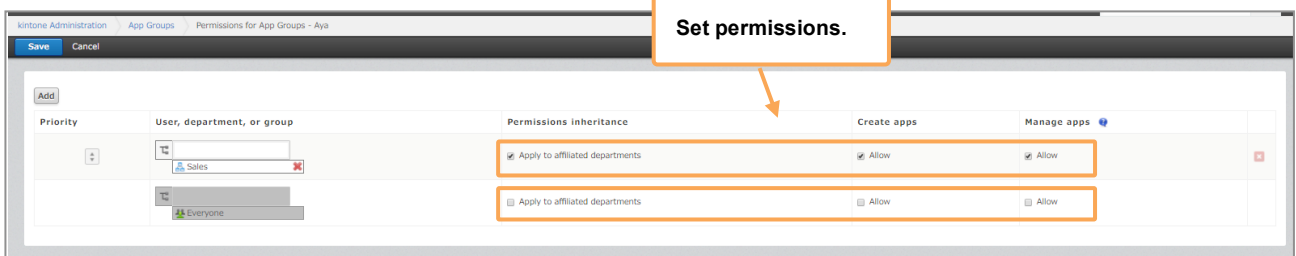 Set permissions.
kintone Administration App Groups Permissions for App Groups - Aya
Save Cancel
Add
Priority User, department, or group Permissions inheritance Create apps Manage apps ?
Sales Apply to affiliated departments Allow Allow
Everyone Apply to affiliated departments Allow Allow